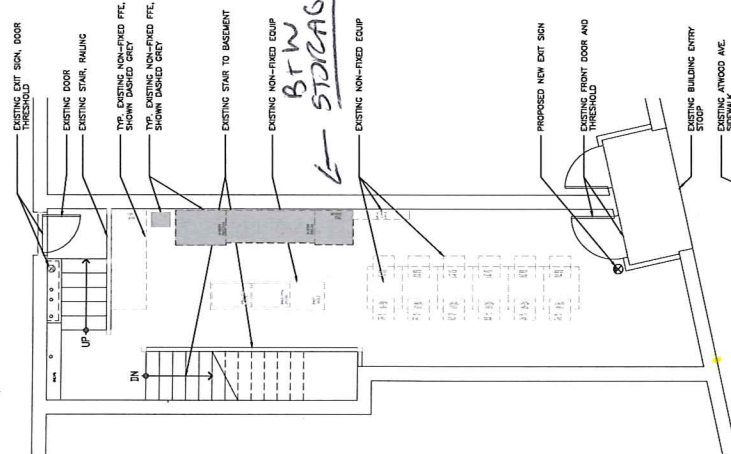 EXISTING EXIT SIGN, DOOR
THRESHOLD
EXISTING DOOR
EXISTING STAIR, RAILING
TYP. EXISTING NON-FIXED FFE,
SHOWN DASHED GREY
TYP. EXISTING NON-FIXED FFE,
SHOWN DASHED GREY
EXISTING STAIR TO BASEMENT
EXISTING NON-FIXED EQUIP
B+W
STORAG
EXISTING NON-FIXED EQUIP
PROPOSED NEW EXIT SIGN
EXISTING FRONT DOOR AND
THRESHOLD
EXISTING BUILDING ENTRY
STOOP
EXISTING ATWOOD AVE.
SIDEWALK
UP
DN